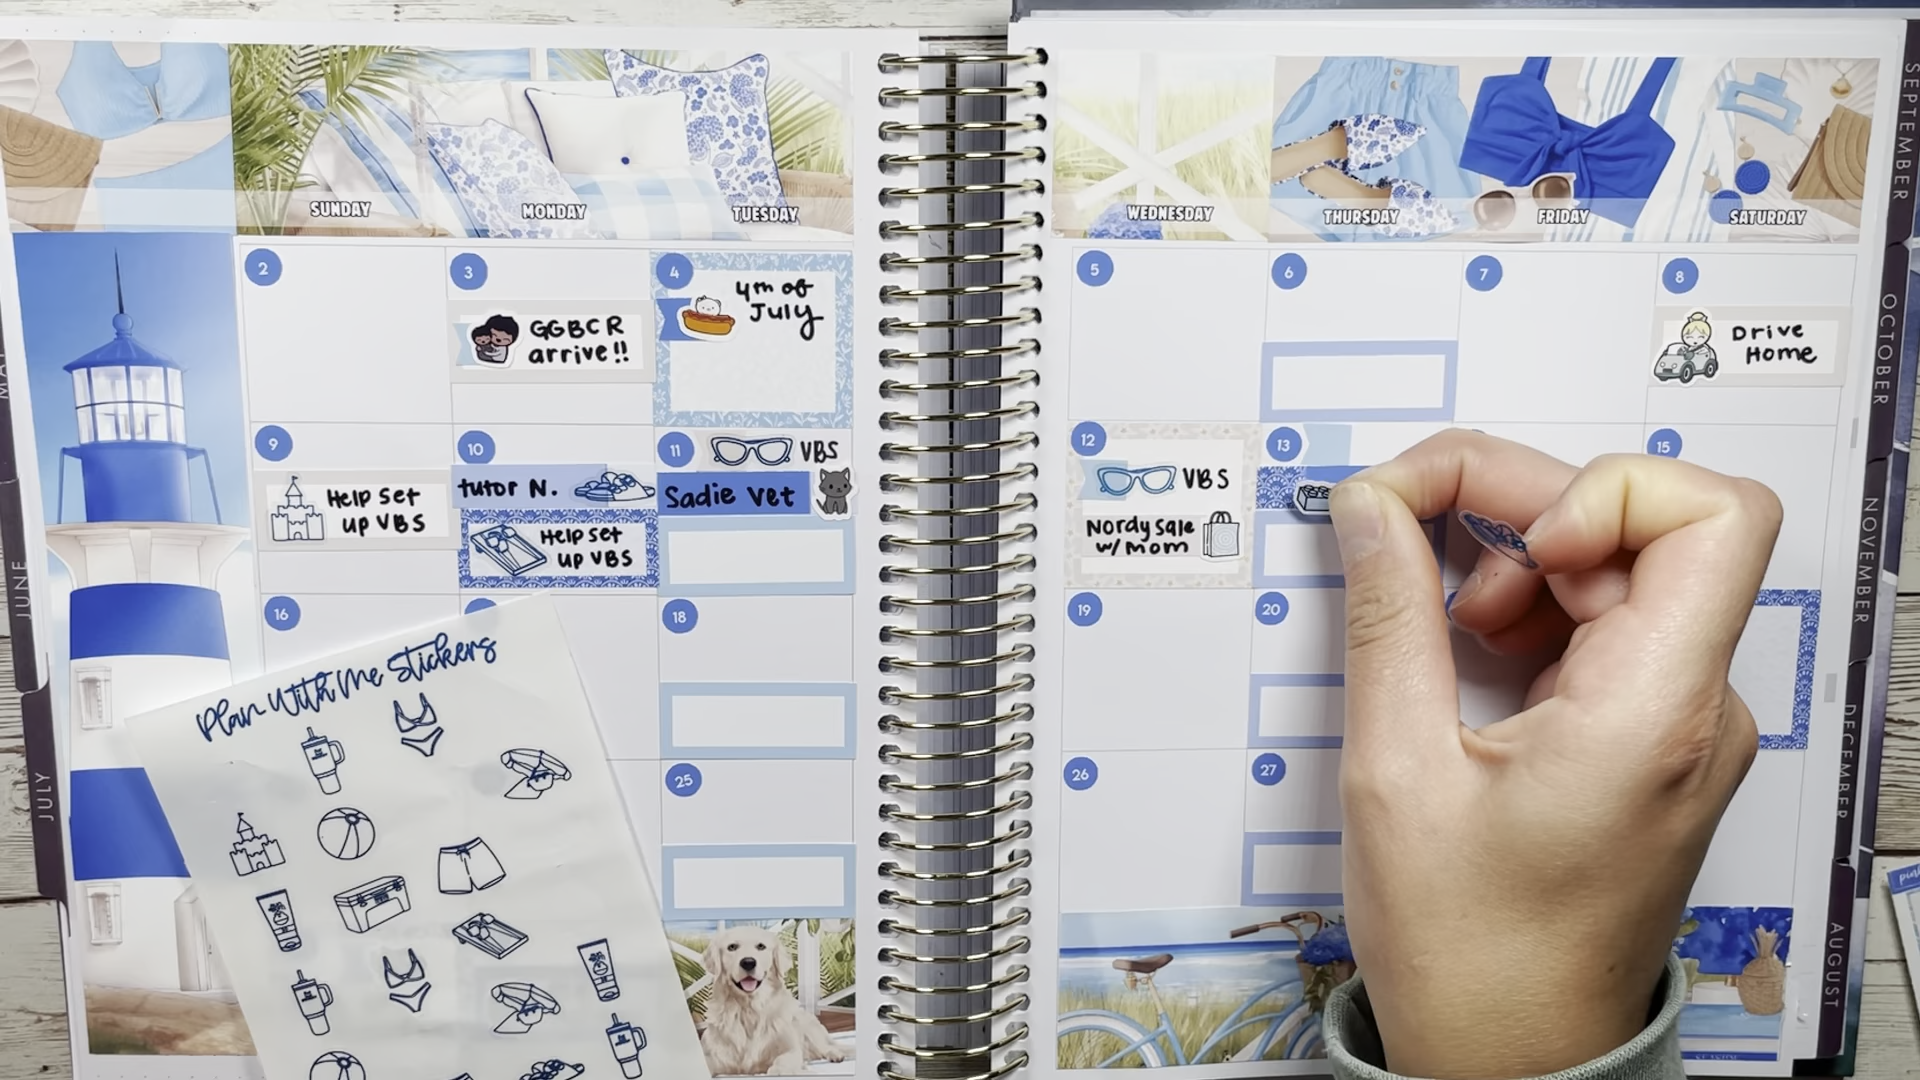 SUNDAY
MONDAY
TUESDAY
WEDNESDAY
THURSDAY
FRIDAY
SATURDAY
2
3
GGBCR
arrive!!
4
4th of
July
5
6
7
8
Drive
Home
9
Help set
up VBS
10
tutor N.
Help set
up VBS
11
VBS
Sadie Vet
12
VBS
Nordy Sale
w/ mom
13
15
16
18
19
20
25
26
27
Plan With Me Stickers
JUNE
JULY
SEPTEMBER
OCTOBER
NOVEMBER
DECEMBER
AUGUST